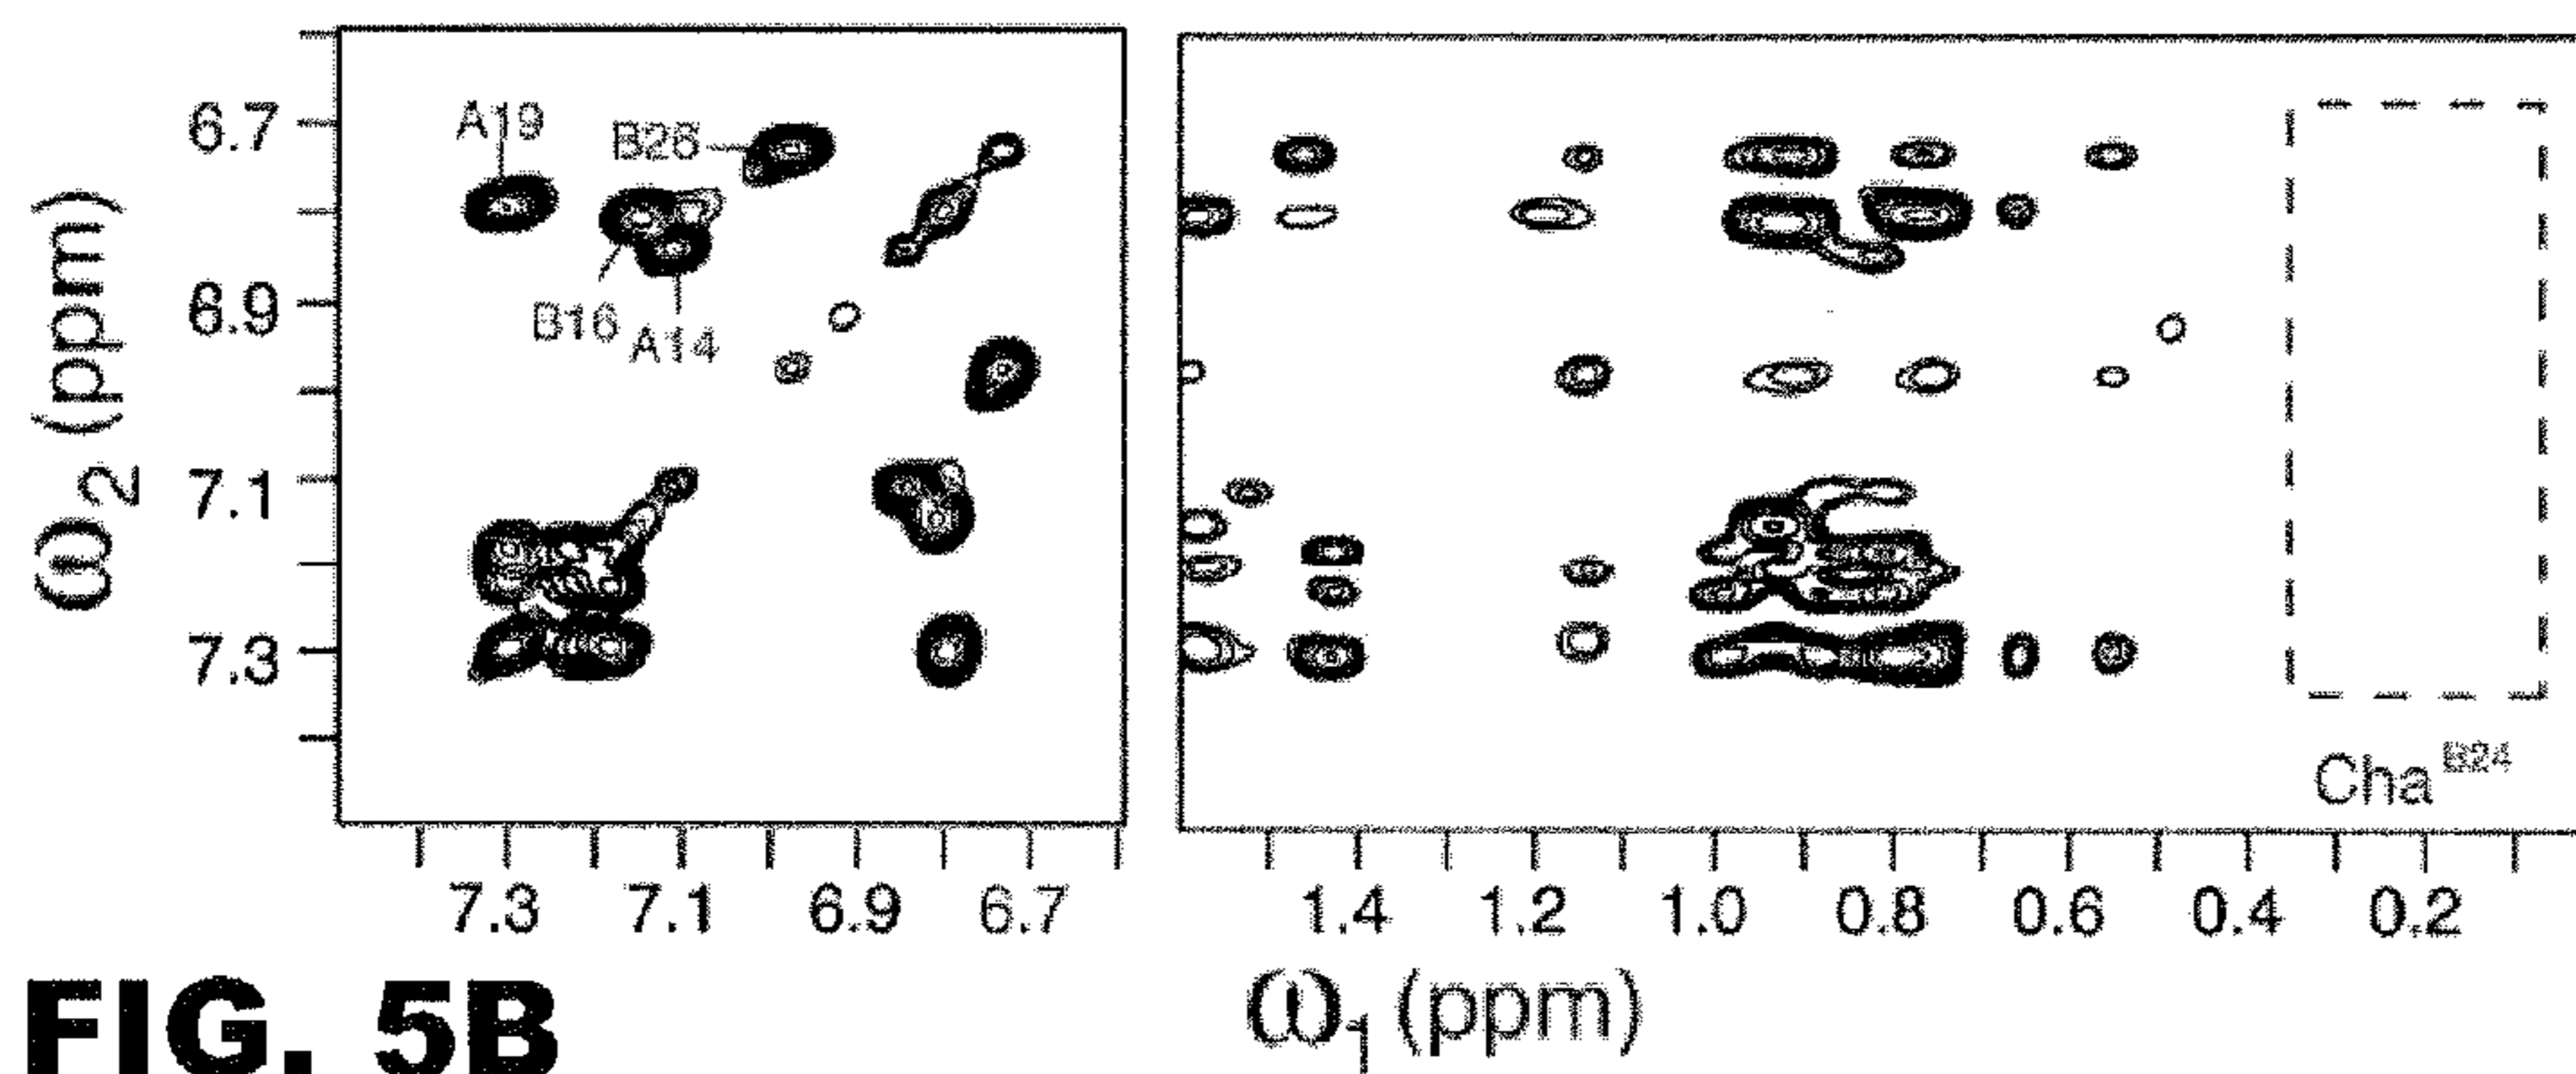 A19
B26
B16
A14
6.7
6.9
7.1
7.3
ω2 (ppm)
7.3 7.1 6.9 6.7
Cha B24
1.4 1.2 1.0 0.8 0.6 0.4 0.2
ω1 (ppm)
FIG. 5B